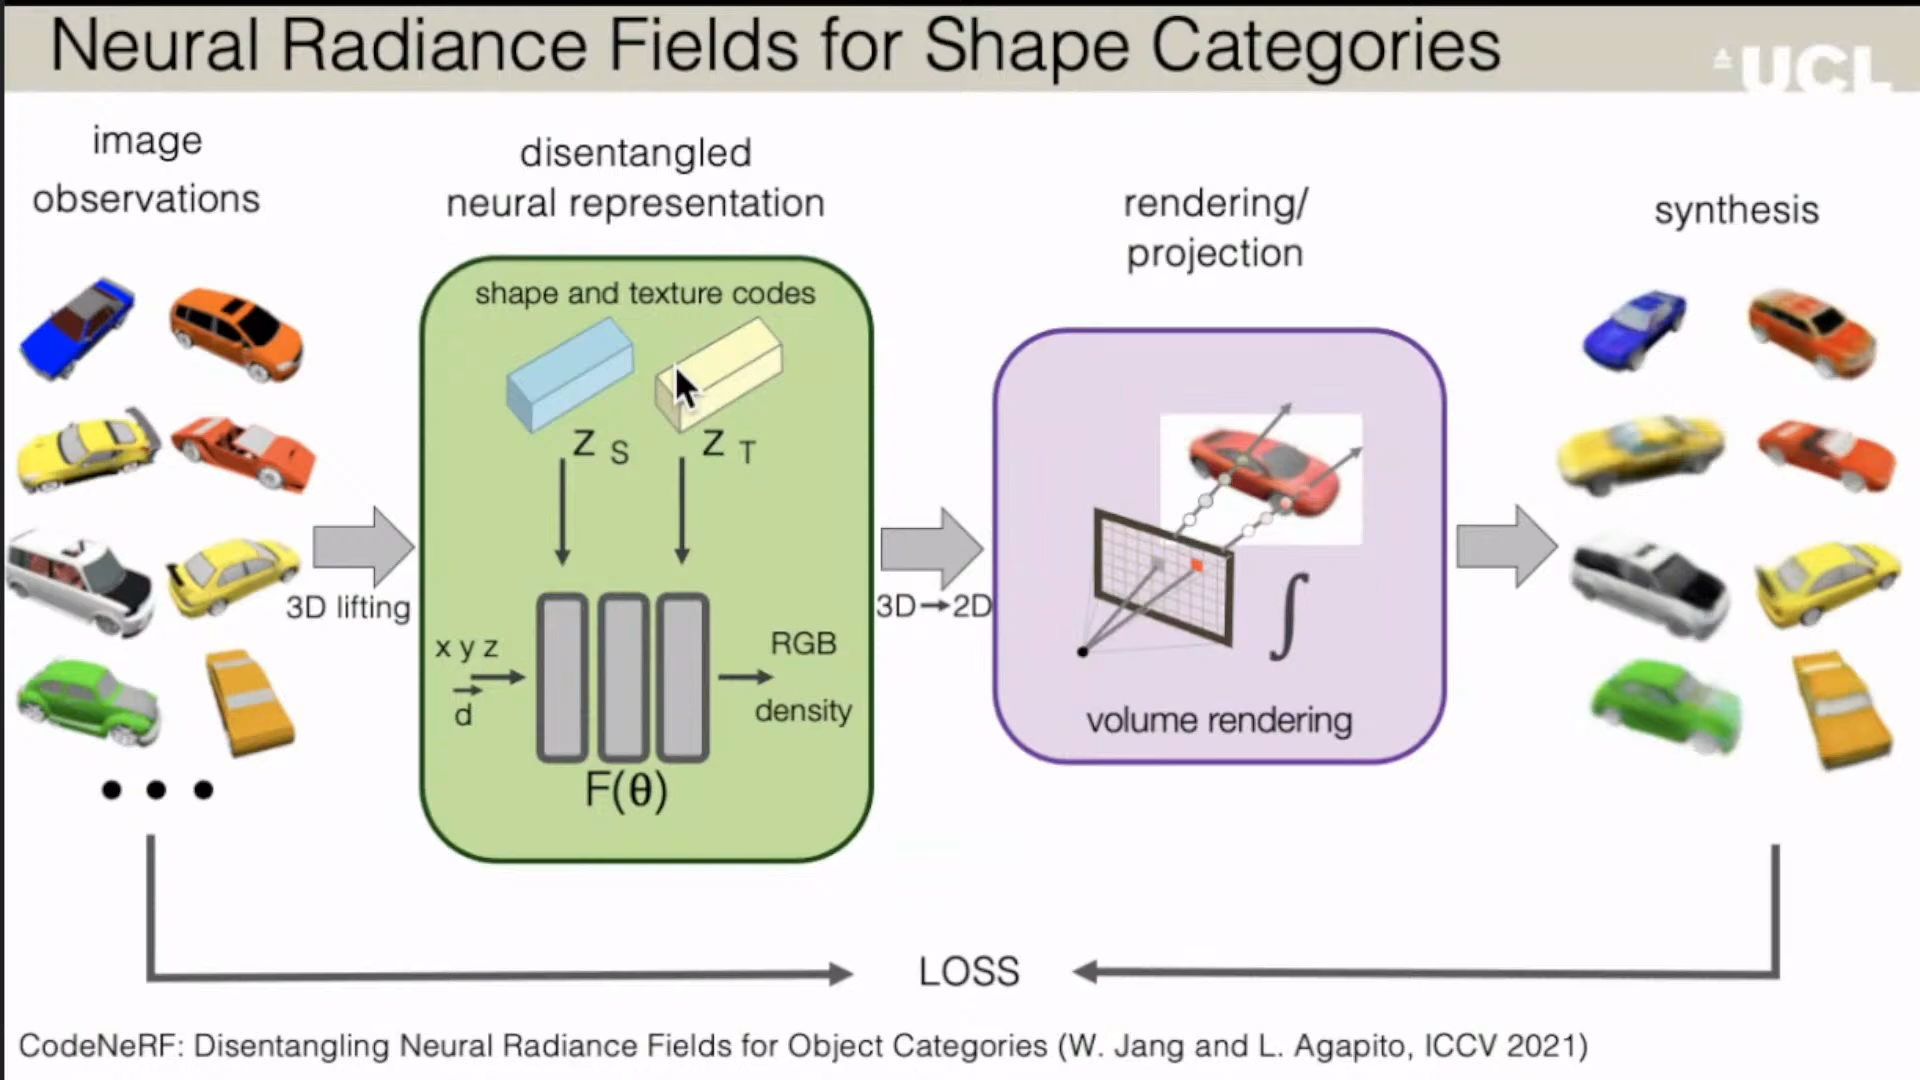 Neural Radiance Fields for Shape Categories
UCL
image
observations
disentangled
neural representation
rendering/
projection
synthesis
shape and texture codes
z S
z T
3D lifting
x y z
d
RGB
density
F(θ)
3D→2D
∫
volume rendering
LOSS
CodeNeRF: Disentangling Neural Radiance Fields for Object Categories (W. Jang and L. Agapito, ICCV 2021)